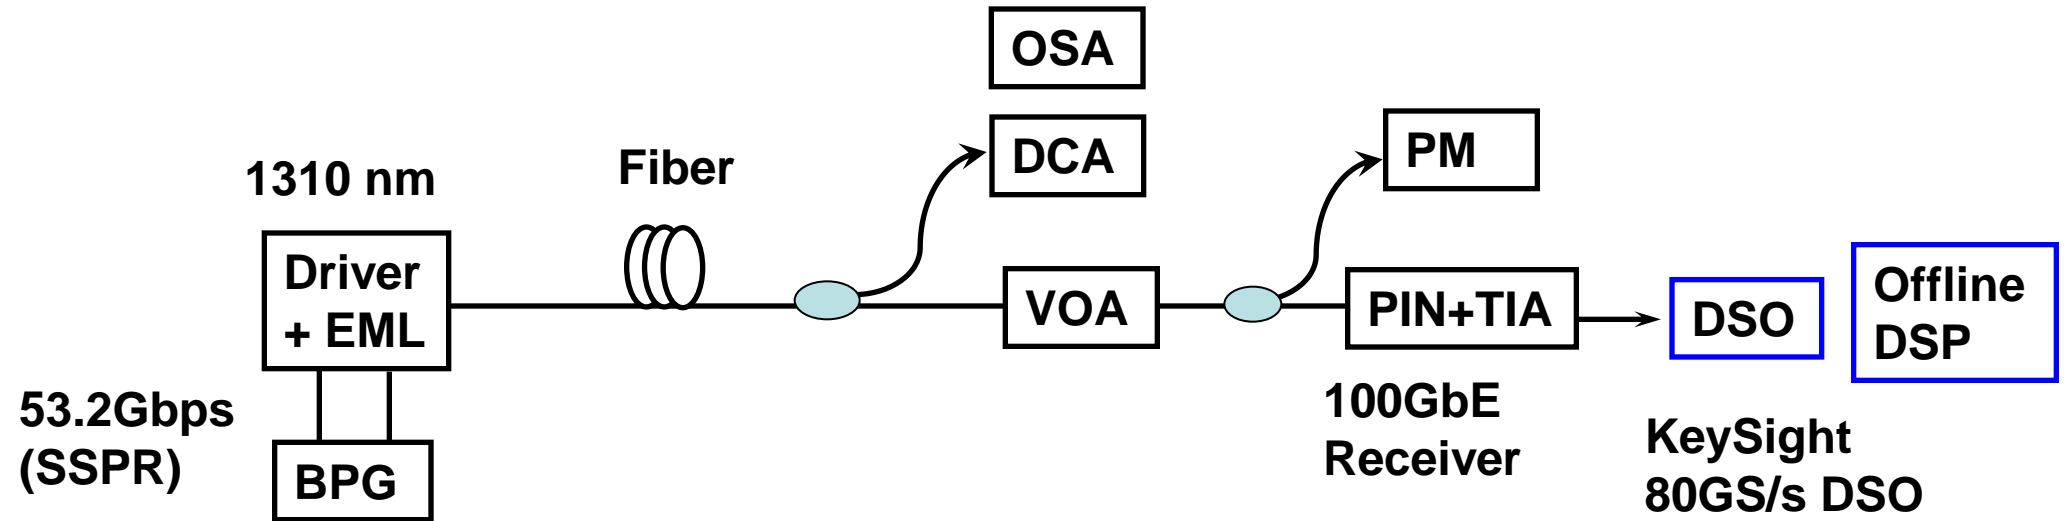 OSA
DCA
PM
1310 nm
Fiber
Driver
+ EML
VOA
PIN+TIA
DSO
Offline
DSP
53.2Gbps
(SSPR)
BPG
100GbE
Receiver
KeySight
80GS/s DSO